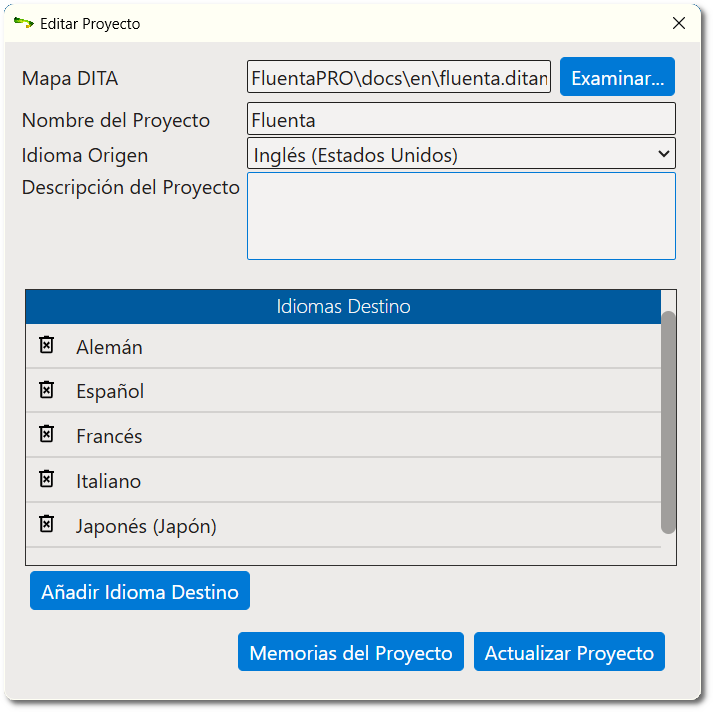 Editar Proyecto
Mapa DITA FluentaPRO\docs\en\fluenta.ditan Examinar...
Nombre del Proyecto Fluenta
Idioma Origen Inglés (Estados Unidos)
Descripción del Proyecto
Idiomas Destino
Alemán
Español
Francés
Italiano
Japonés (Japón)
Añadir Idioma Destino
Memorias del Proyecto Actualizar Proyecto